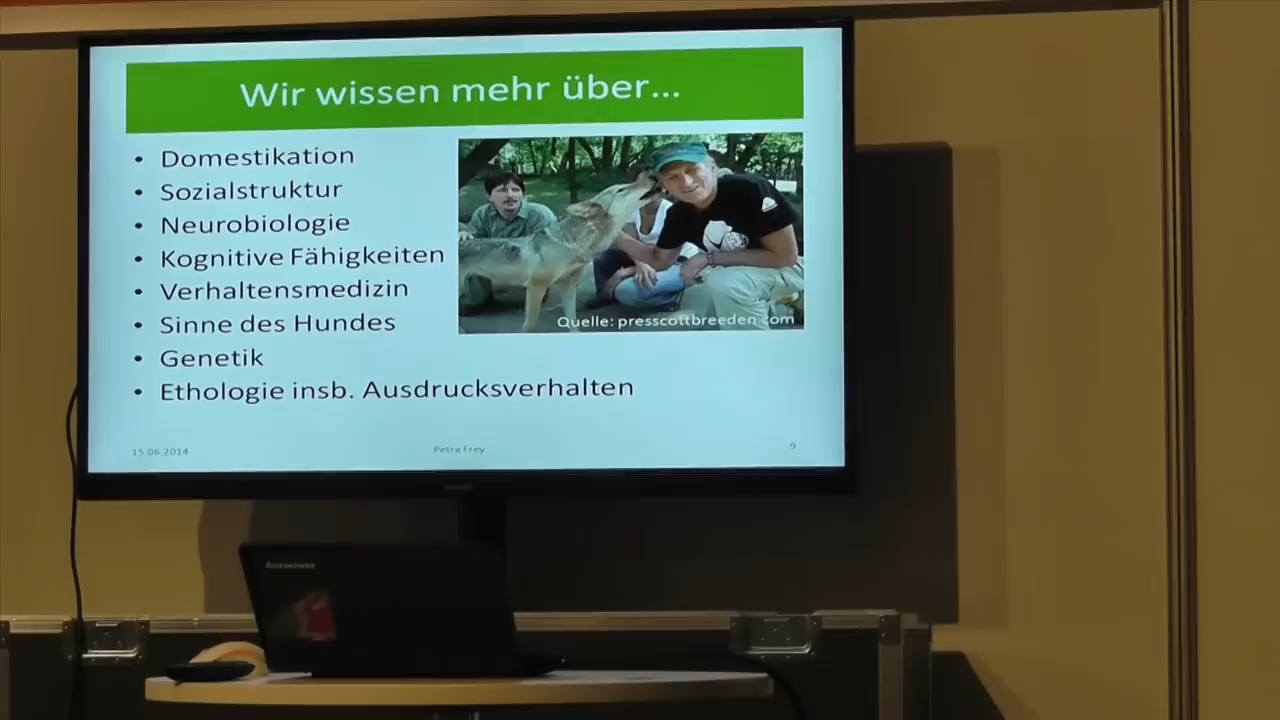 Wir wissen mehr über...
• Domestikation
• Sozialstruktur
• Neurobiologie
• Kognitive Fähigkeiten
• Verhaltensmedizin
• Sinne des Hundes
• Genetik
• Ethologie insb. Ausdrucksverhalten
Quelle: presscottbreeden.com
15.06.2014
Petra Frey
9
lenovo